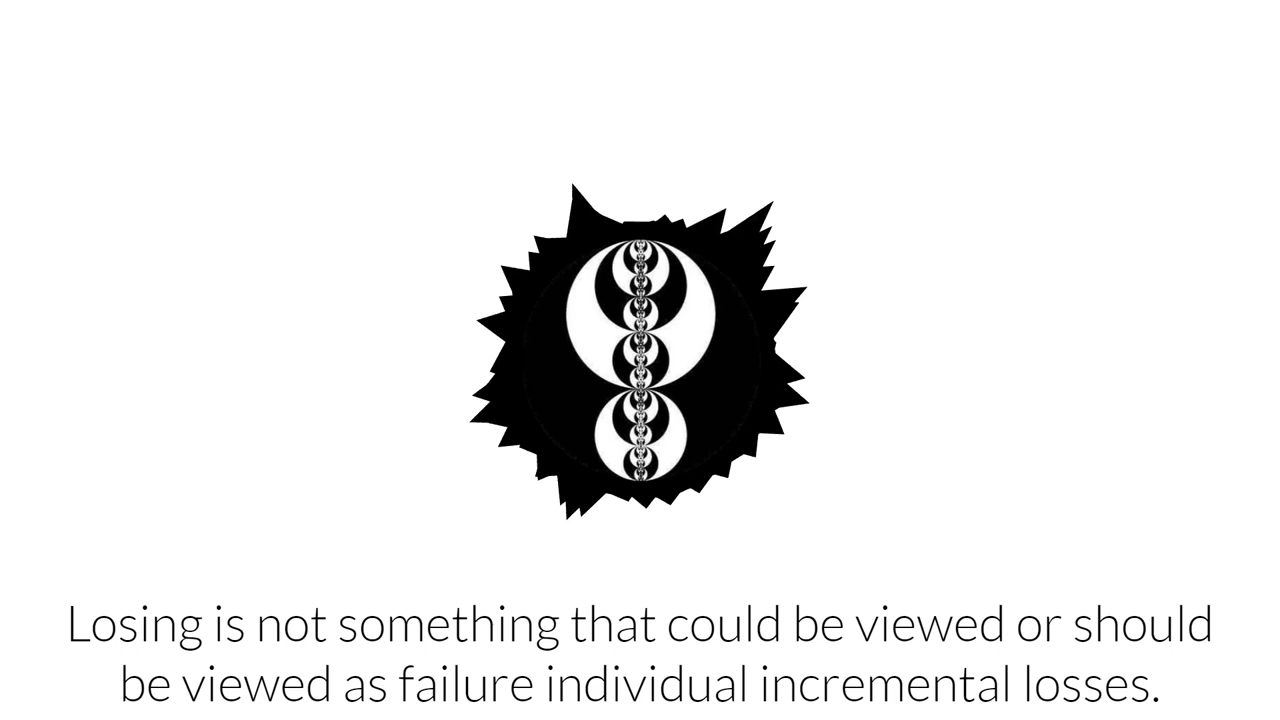 Losing is not something that could be viewed or should
be viewed as failure individual incremental losses.